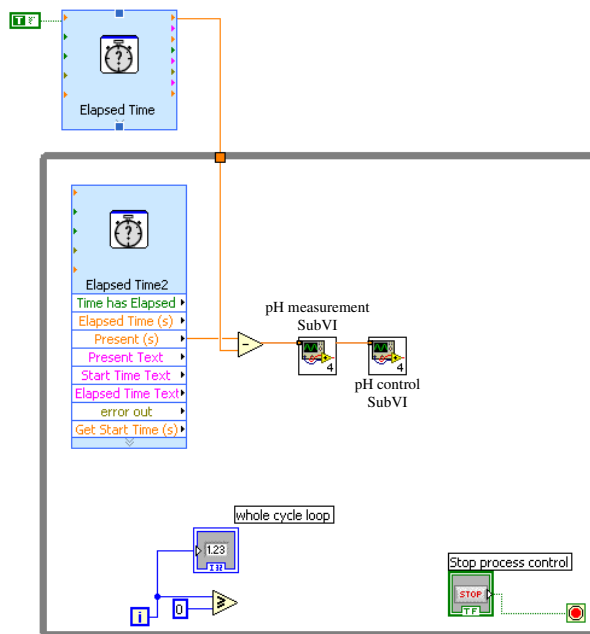 T F
?
Elapsed Time
?
Elapsed Time2
Time has Elapsed
Elapsed Time (s)
Present (s)
Present Text
Start Time Text
Elapsed Time Text
error out
Get Start Time (s)
-
pH measurement
SubVI
4
4
pH control
SubVI
whole cycle loop
1.23
I32
i
0
≥
Stop process control
STOP
TF